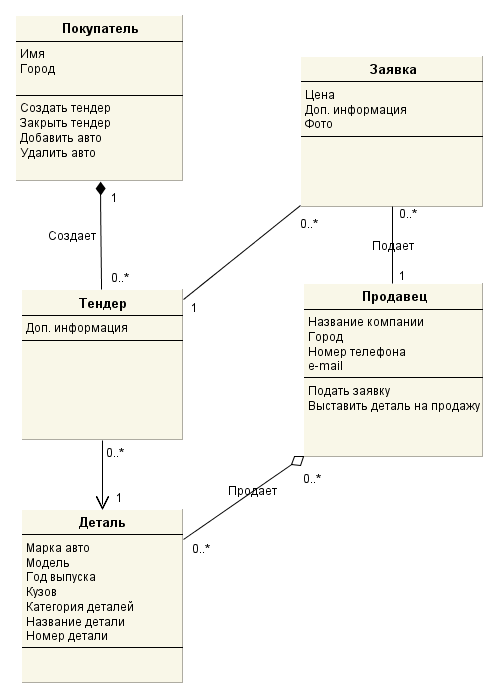 Покупатель
Имя
Город
Создать тендер
Закрыть тендер
Добавить авто
Удалить авто
Заявка
Цена
Доп. информация
Фото
1
Создает
0..*
0..*
1
0..*
Подает
1
Тендер
Доп. информация
Продавец
Название компании
Город
Номер телефона
e-mail
Подать заявку
Выставить деталь на продажу
0..*
1
0..*
Продает
0..*
Деталь
Марка авто
Модель
Год выпуска
Кузов
Категория деталей
Название детали
Номер детали